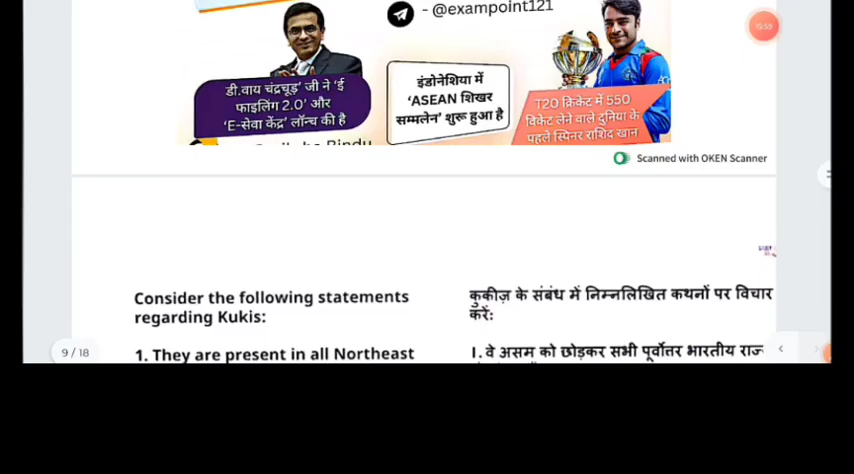 - @exampoint121
19:59
डी.वाय चंद्रचूड़' जी ने 'ई
फाइलिंग 2.0' और
'E-सेवा केंद्र' लॉन्च की है
इंडोनेशिया में
'ASEAN शिखर
सम्मलेन' शुरू हुआ है
T20 क्रिकेट में 550
विकेट लेने वाले दुनिया के
पहले स्पिनर राशिद खान
Scanned with OKEN Scanner
Consider the following statements
regarding Kukis:
1. They are present in all Northeast
कुकीज़ के संबंध में निम्नलिखित कथनों पर विचार
करें:
1. वे असम को छोड़कर सभी पूर्वोत्तर भारतीय
9 / 18